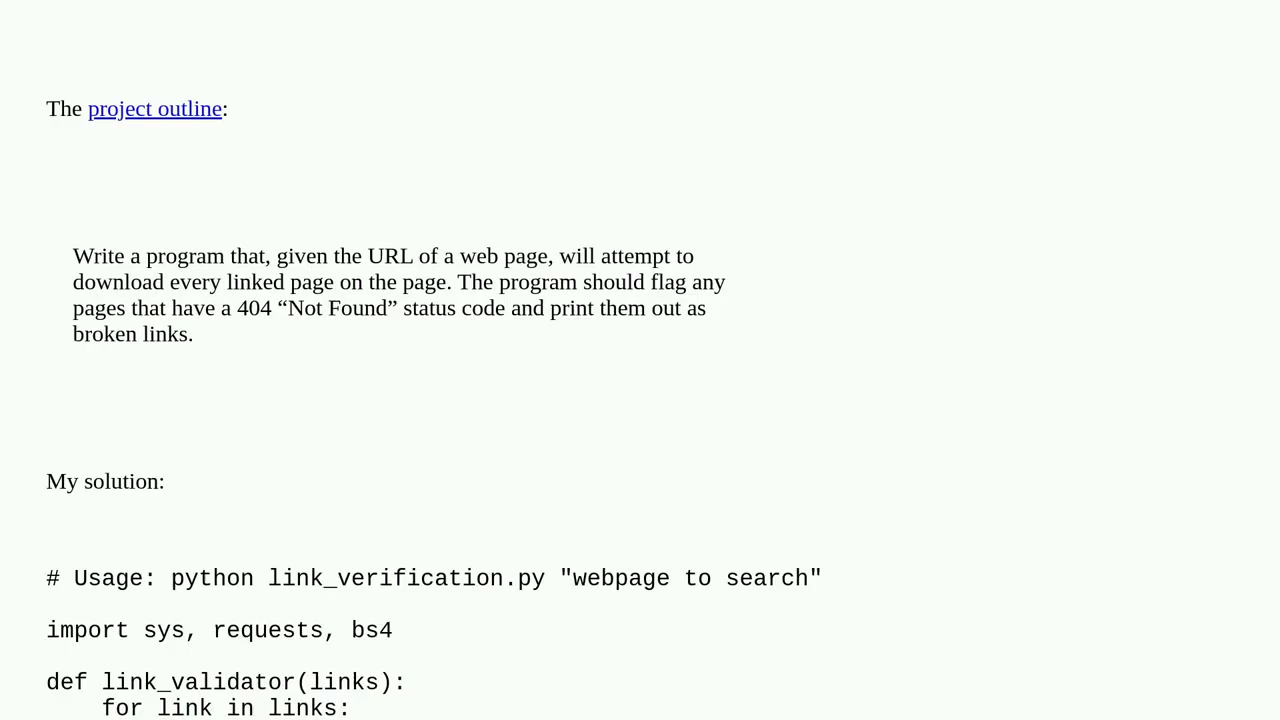 The project outline:
Write a program that, given the URL of a web page, will attempt to
download every linked page on the page. The program should flag any
pages that have a 404 “Not Found” status code and print them out as
broken links.
My solution:
# Usage: python link_verification.py "webpage to search"
import sys, requests, bs4
def link_validator(links):
    for link in links: